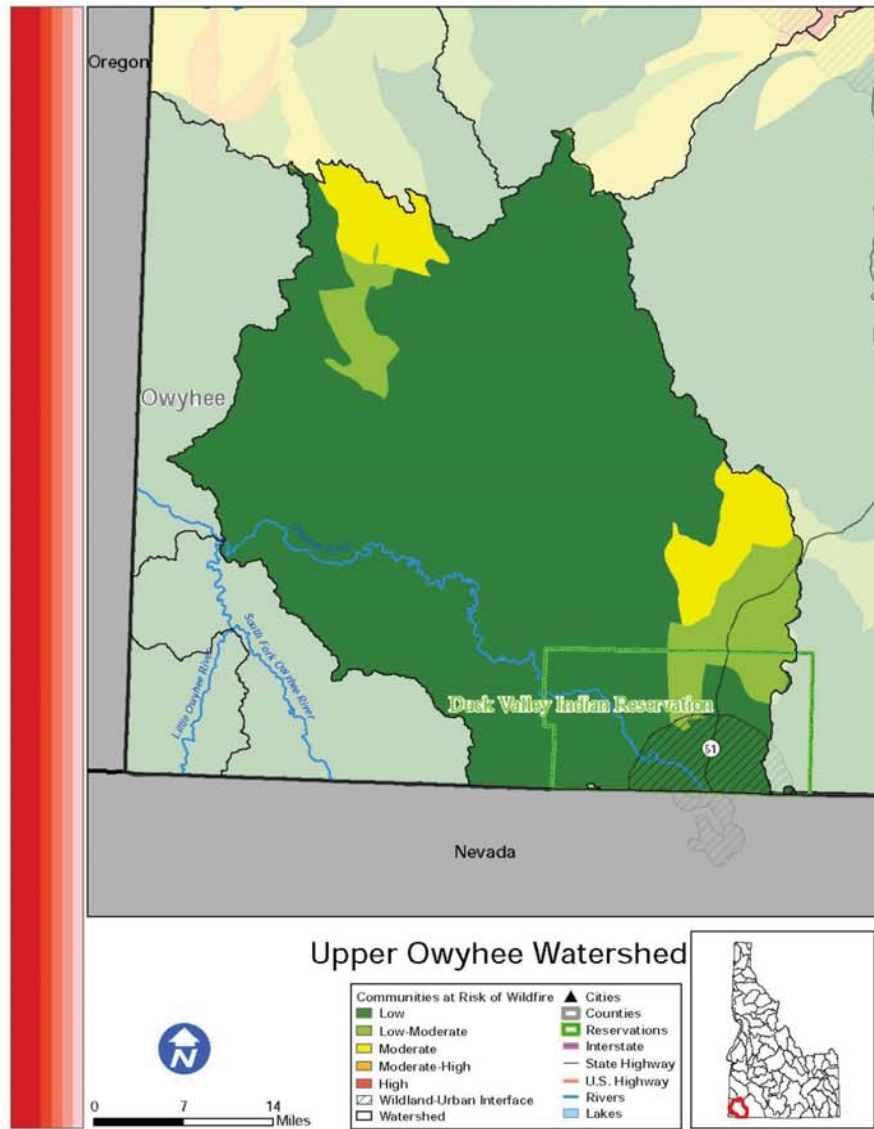 Oregon
Owyhee
Little Owyhee River
South Fork Owyhee River
Duck Valley Indian Reservation
51
Nevada
Upper Owyhee Watershed
Communities at Risk of Wildfire
Low
Low-Moderate
Moderate
Moderate-High
High
Wildland-Urban Interface
Watershed
Cities
Counties
Reservations
Interstate
State Highway
U.S. Highway
Rivers
Lakes
N
0 7 14
Miles